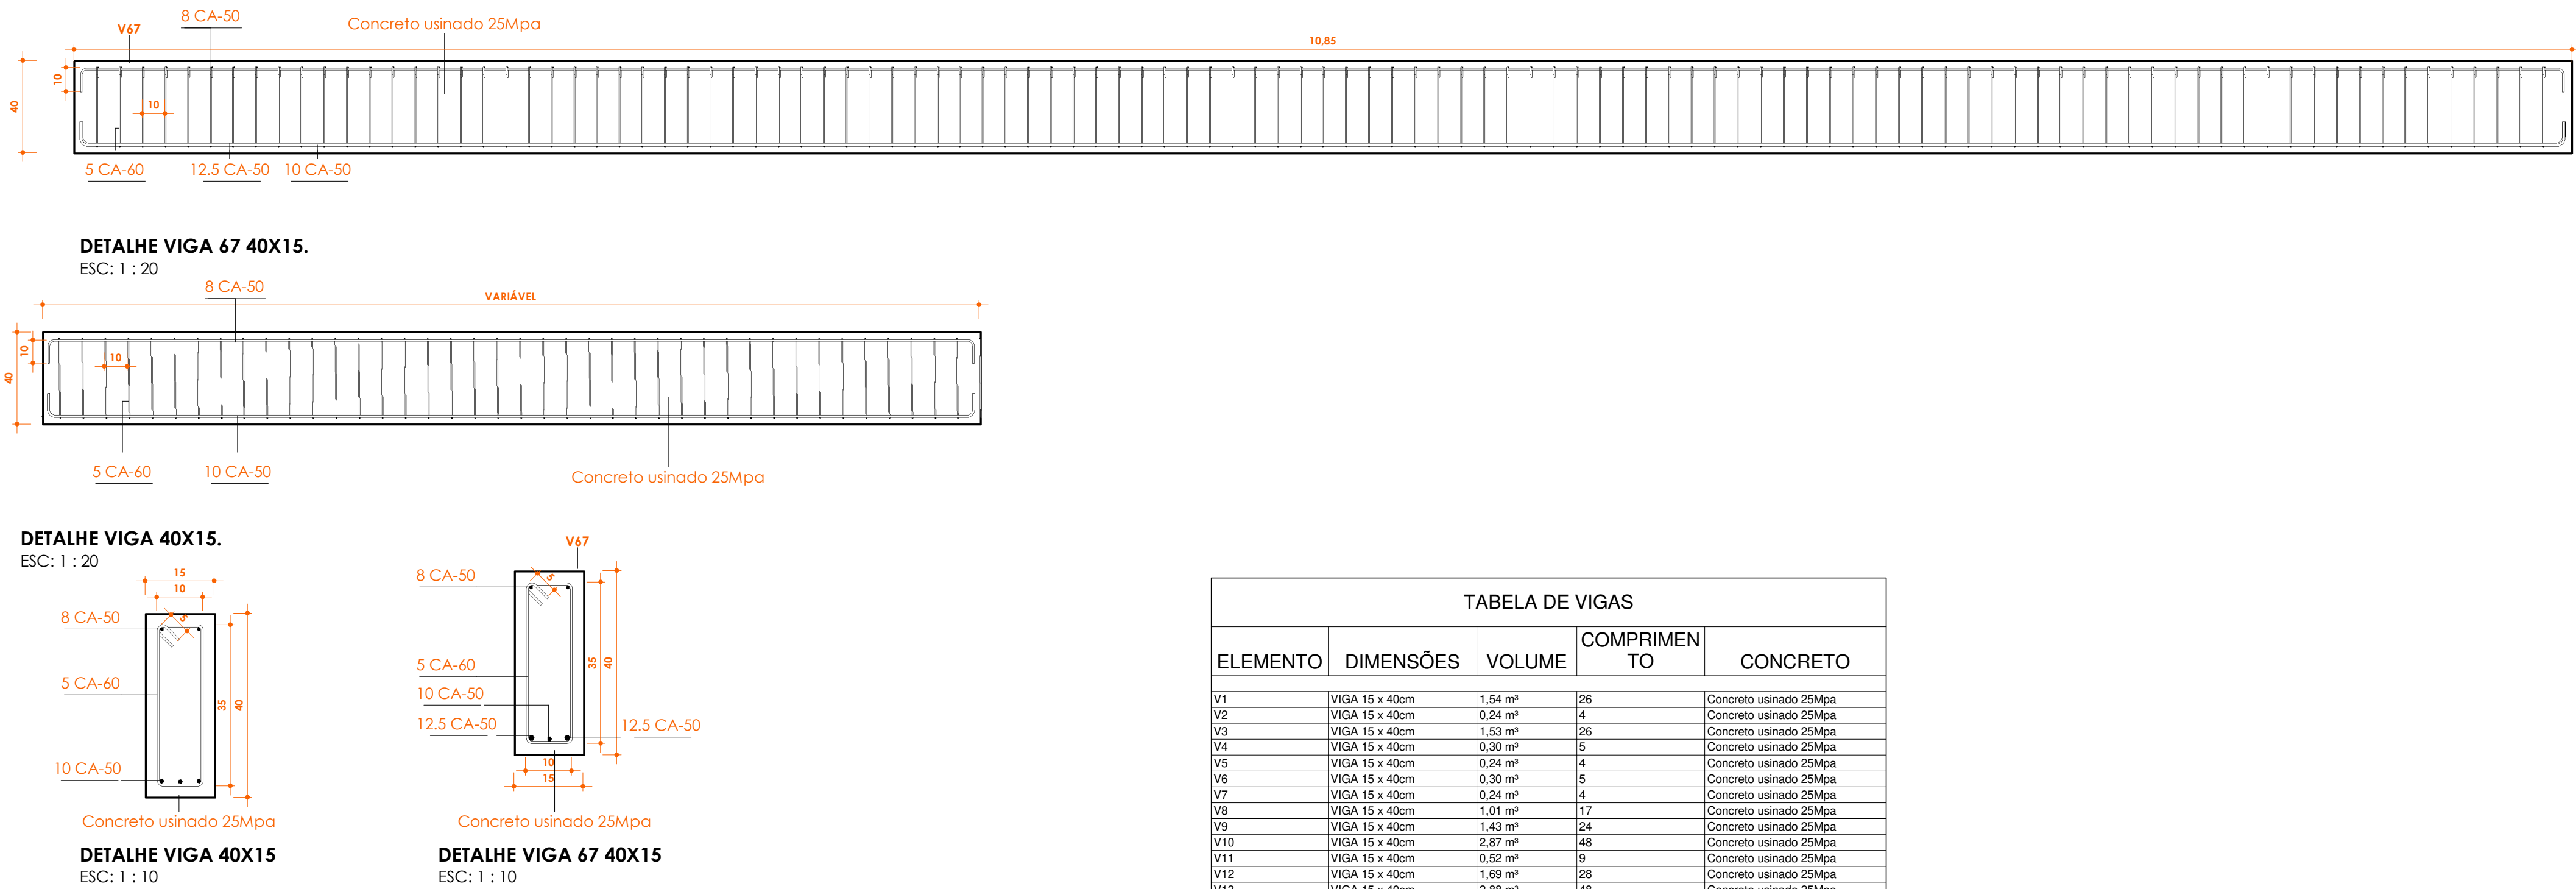 8 CA-50
V67
Concreto usinado 25Mpa
10,85
10
40
10
5 CA-60
12.5 CA-50
10 CA-50
DETALHE VIGA 67 40X15.
ESC: 1 : 20
8 CA-50
VARIÁVEL
10
40
10
5 CA-60
10 CA-50
Concreto usinado 25Mpa
DETALHE VIGA 40X15.
ESC: 1 : 20
15
10
8 CA-50
5
5 CA-60
35
40
10 CA-50
Concreto usinado 25Mpa
DETALHE VIGA 40X15
ESC: 1 : 10
V67
8 CA-50
5
5 CA-60
35
40
10 CA-50
12.5 CA-50
12.5 CA-50
10
15
Concreto usinado 25Mpa
DETALHE VIGA 67 40X15
ESC: 1 : 10
TABELA DE VIGAS
ELEMENTO DIMENSÕES VOLUME COMPRIMEN
TO CONCRETO
V1 VIGA 15 x 40cm 1,54 m³ 26 Concreto usinado 25Mpa
V2 VIGA 15 x 40cm 0,24 m³ 4 Concreto usinado 25Mpa
V3 VIGA 15 x 40cm 1,53 m³ 26 Concreto usinado 25Mpa
V4 VIGA 15 x 40cm 0,30 m³ 5 Concreto usinado 25Mpa
V5 VIGA 15 x 40cm 0,24 m³ 4 Concreto usinado 25Mpa
V6 VIGA 15 x 40cm 0,30 m³ 5 Concreto usinado 25Mpa
V7 VIGA 15 x 40cm 0,24 m³ 4 Concreto usinado 25Mpa
V8 VIGA 15 x 40cm 1,01 m³ 17 Concreto usinado 25Mpa
V9 VIGA 15 x 40cm 1,43 m³ 24 Concreto usinado 25Mpa
V10 VIGA 15 x 40cm 2,87 m³ 48 Concreto usinado 25Mpa
V11 VIGA 15 x 40cm 0,52 m³ 9 Concreto usinado 25Mpa
V12 VIGA 15 x 40cm 1,69 m³ 28 Concreto usinado 25Mpa
VIGA 15 x 40cm Concreto usinado 25Mpa